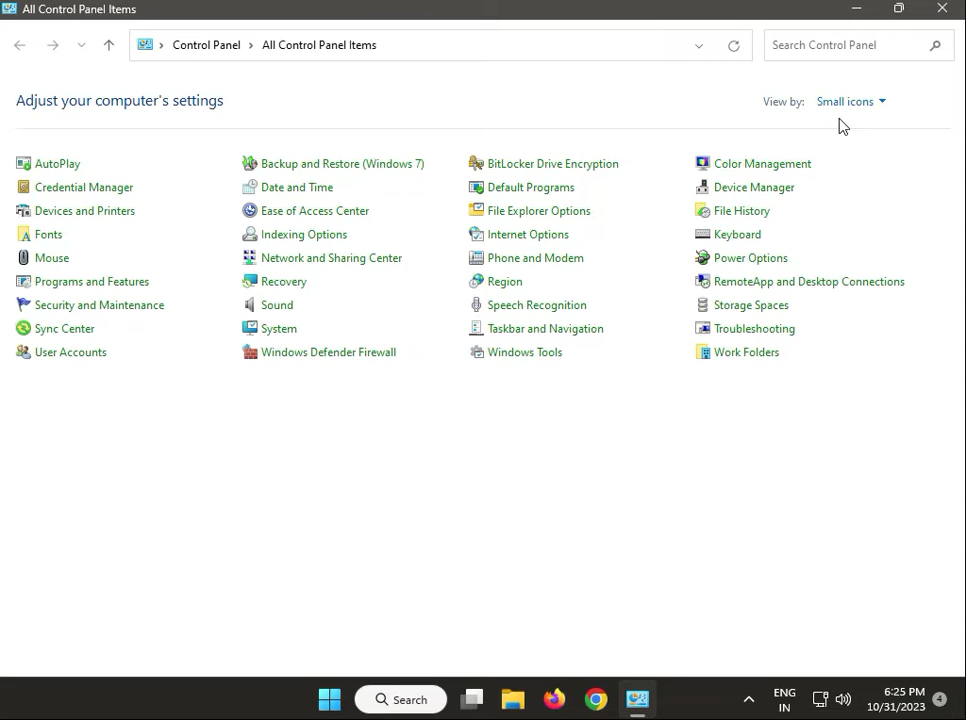 All Control Panel Items
Control Panel > All Control Panel Items
Search Control Panel
Adjust your computer's settings
View by: Small icons
AutoPlay Backup and Restore (Windows 7) BitLocker Drive Encryption Color Management
Credential Manager Date and Time Default Programs Device Manager
Devices and Printers Ease of Access Center File Explorer Options File History
Fonts Indexing Options Internet Options Keyboard
Mouse Network and Sharing Center Phone and Modem Power Options
Programs and Features Recovery Region RemoteApp and Desktop Connections
Security and Maintenance Sound Speech Recognition Storage Spaces
Sync Center System Taskbar and Navigation Troubleshooting
User Accounts Windows Defender Firewall Windows Tools Work Folders
Search
ENG
IN
6:25 PM
10/31/2023
4